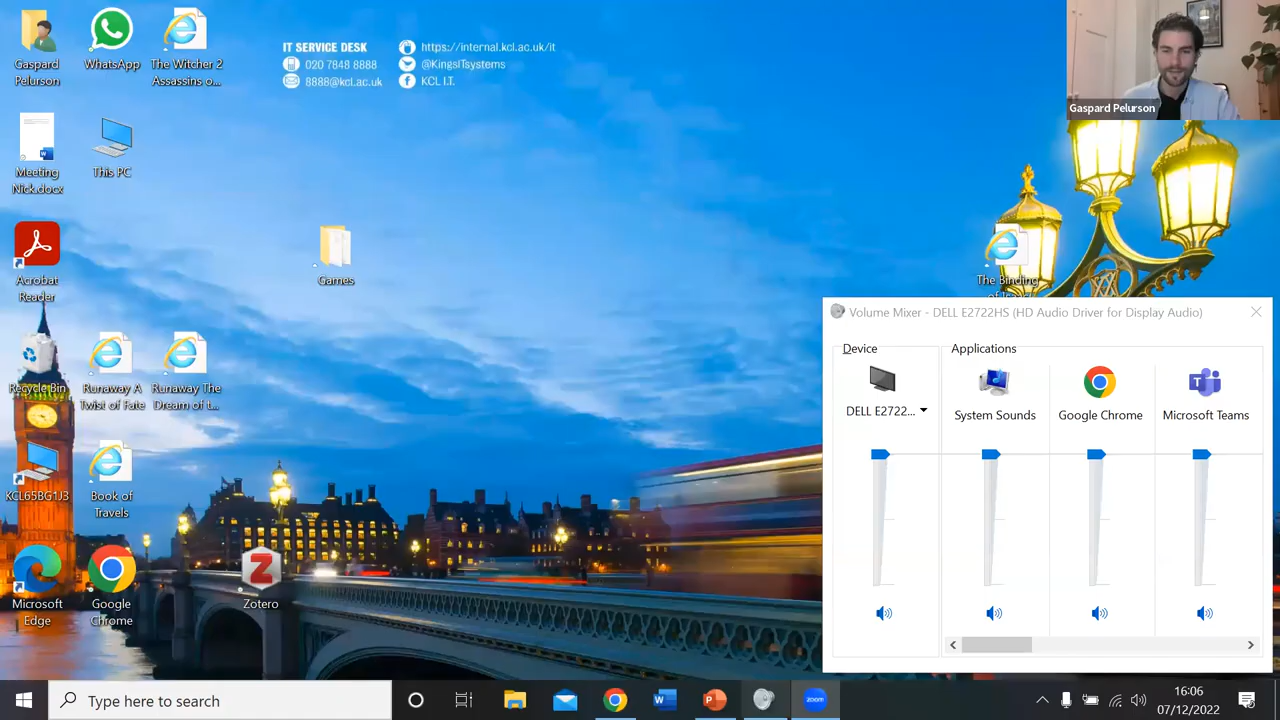 Gaspard
Pelurson
WhatsApp
The Witcher 2
Assassins o...
IT SERVICE DESK
020 7848 8888
8888@kcl.ac.uk
https://internal.kcl.ac.uk/it
@KingsITsystems
KCL I.T.
Gaspard Pelurson
Meeting
Nick.docx
This PC
Acrobat
Reader
Games
The Binding
Recycle Bin
Runaway A
Twist of Fate
Runaway The
Dream of t...
KCL65BG1J3
Book of
Travels
Microsoft
Edge
Google
Chrome
Zotero
Volume Mixer - DELL E2722HS (HD Audio Driver for Display Audio)
Device
Applications
DELL E2722...
System Sounds
Google Chrome
Microsoft Teams
Type here to search
zoom
16:06
07/12/2022